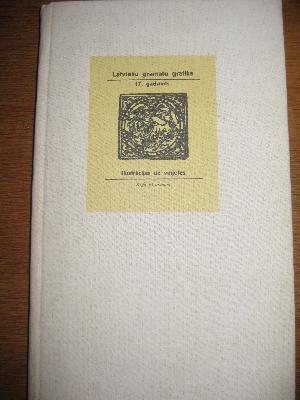 Latviešu grāmatu grafika
17. gadsimts
Ilustrācijas un vinjetes